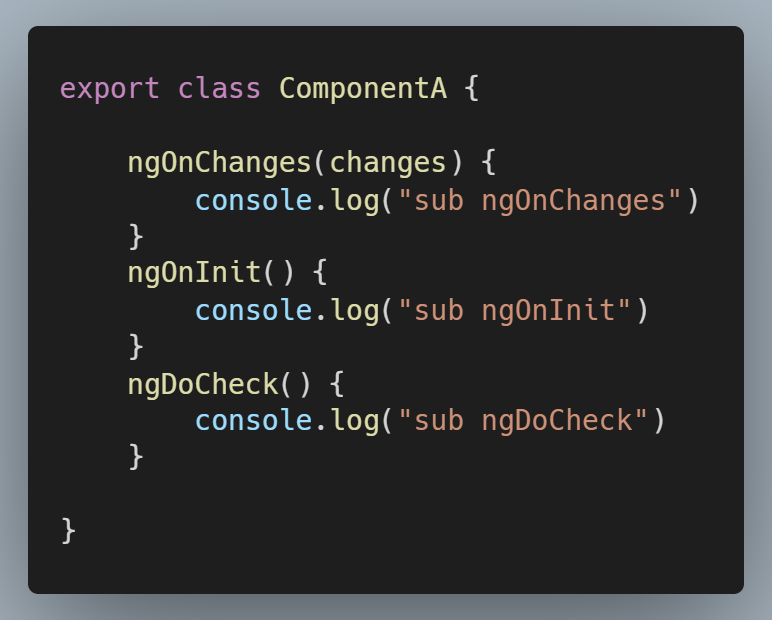 export class ComponentA {
    ngOnChanges(changes) {
        console.log("sub ngOnChanges")
    }
    ngOnInit() {
        console.log("sub ngOnInit")
    }
    ngDoCheck() {
        console.log("sub ngDoCheck")
    }
}